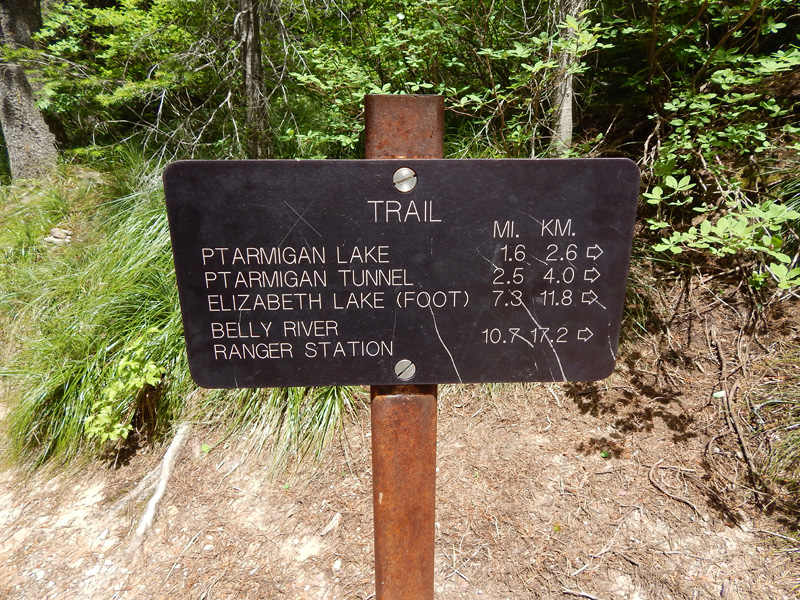 TRAIL
MI. KM.
PTARMIGAN LAKE 1.6 2.6 ⇨
PTARMIGAN TUNNEL 2.5 4.0 ⇨
ELIZABETH LAKE (FOOT) 7.3 11.8 ⇨
BELLY RIVER
RANGER STATION 10.7 17.2 ⇨